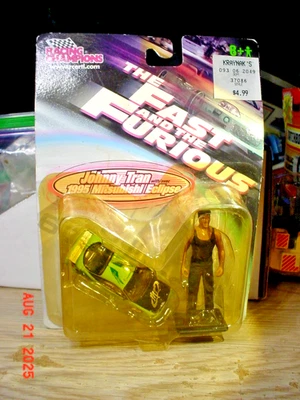 RACING
CHAMPIONS
8+
KRAYNAK'S
$4.99
THE
FAST
AND THE
FURIOUS
Johnny Tran
1995 Mitsubishi Eclipse
AUG 21 2025